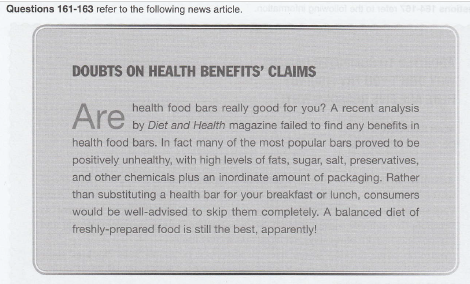 Questions 161-163 refer to the following news article.
DOUBTS ON HEALTH BENEFITS' CLAIMS
Are health food bars really good for you? A recent analysis
by Diet and Health magazine failed to find any benefits in
health food bars. In fact many of the most popular bars proved to be
positively unhealthy, with high levels of fats, sugar, salt, preservatives,
and other chemicals plus an inordinate amount of packaging. Rather
than substituting a health bar for your breakfast or lunch, consumers
would be well-advised to skip them completely. A balanced diet of
freshly-prepared food is still the best, apparently!